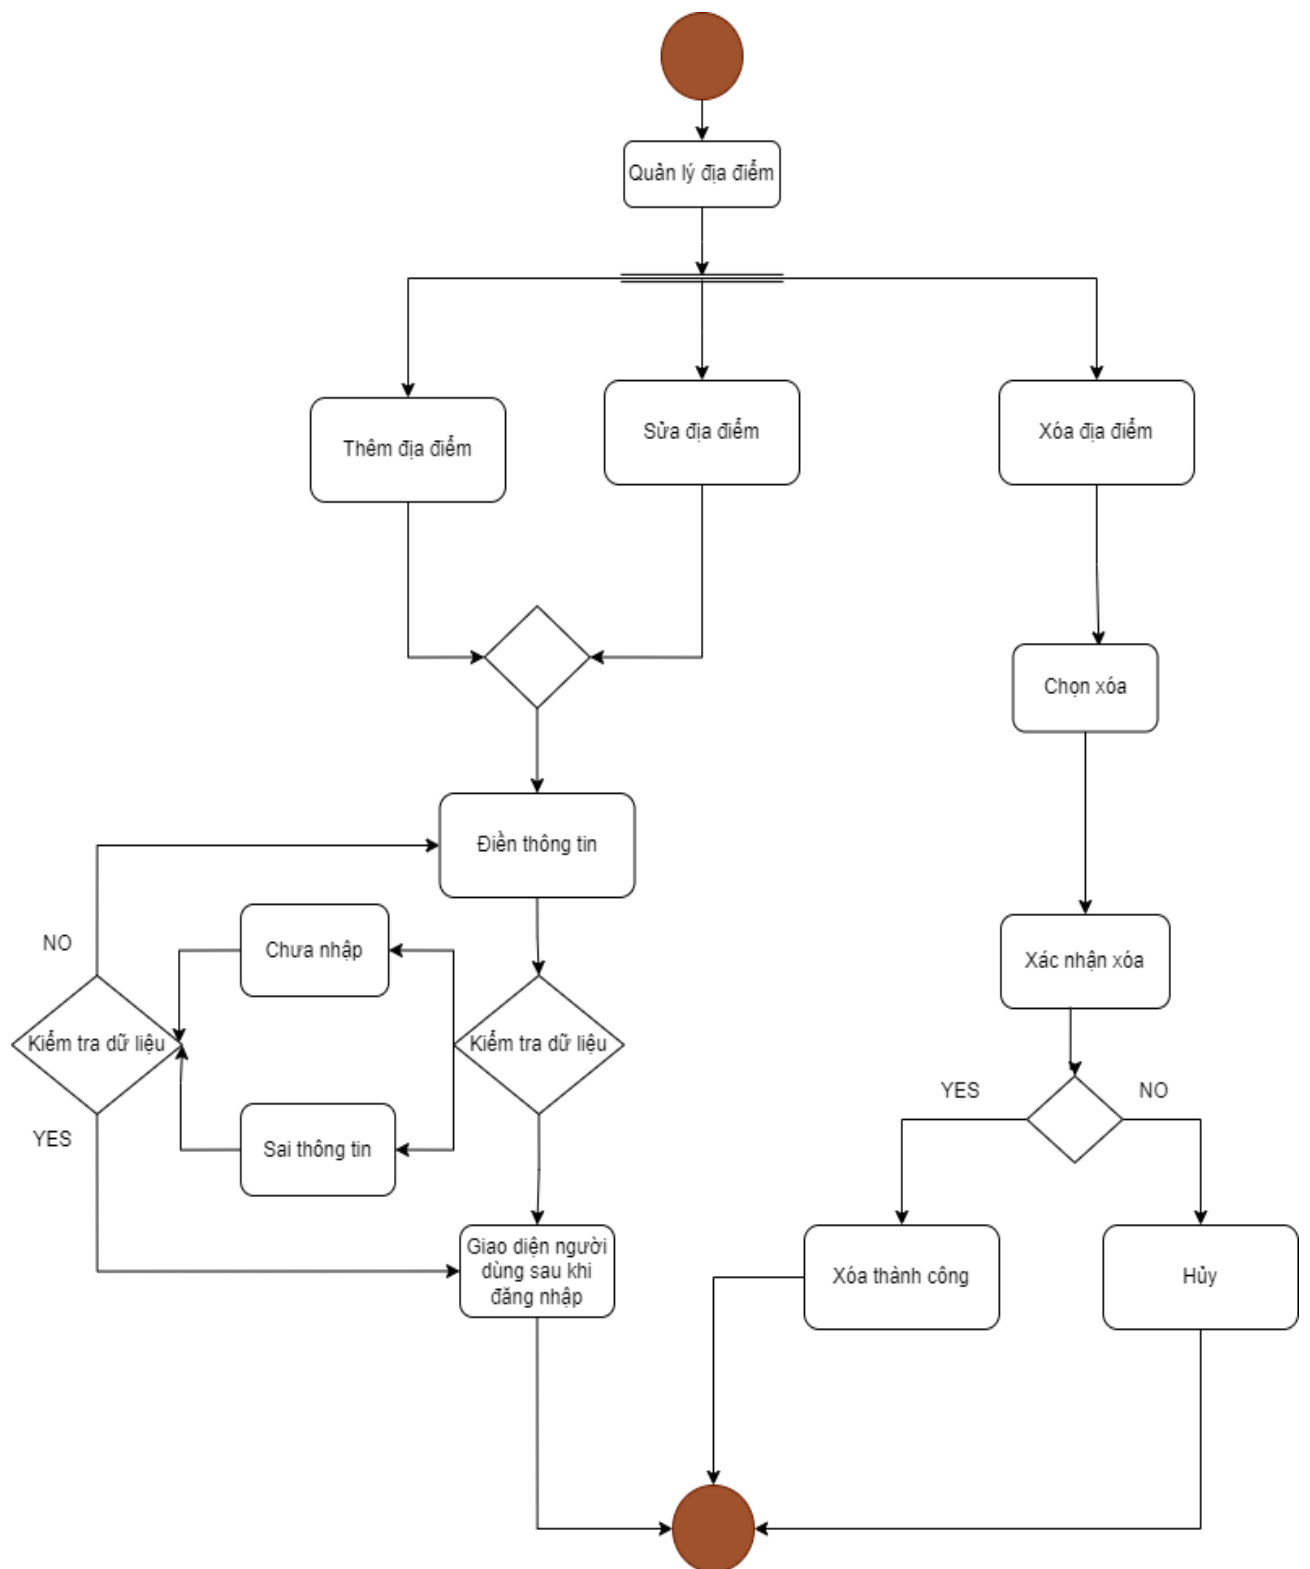 Quản lý địa điểm
Thêm địa điểm
Sửa địa điểm
Xóa địa điểm
Chọn xóa
Điền thông tin
NO
Chưa nhập
Xác nhận xóa
Kiểm tra dữ liệu
Kiểm tra dữ liệu
YES
NO
YES
Sai thông tin
Giao diện người
dùng sau khi
đăng nhập
Xóa thành công
Hủy